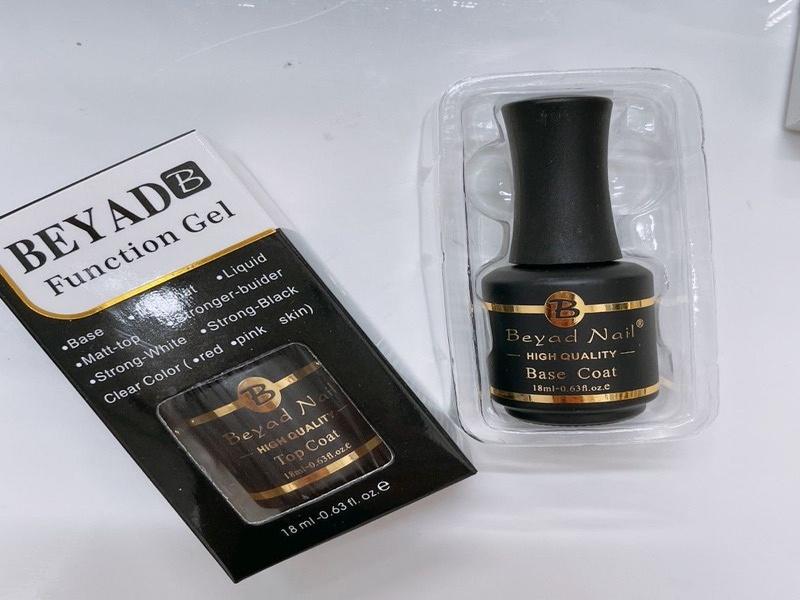 BEYAD B
Function Gel
•Base •Liquid
•Matt-top
•Strong-White •Strong-Black
Clear Color ( •red •pink skin)
B
Beyad Nail
HIGH QUALITY
Top Coat
18ml-0.63fl.oz.e
18 ml-0.63 fl. oz.e
B
Beyad Nail®
HIGH QUALITY
Base Coat
18ml-0.63fl.oz.e